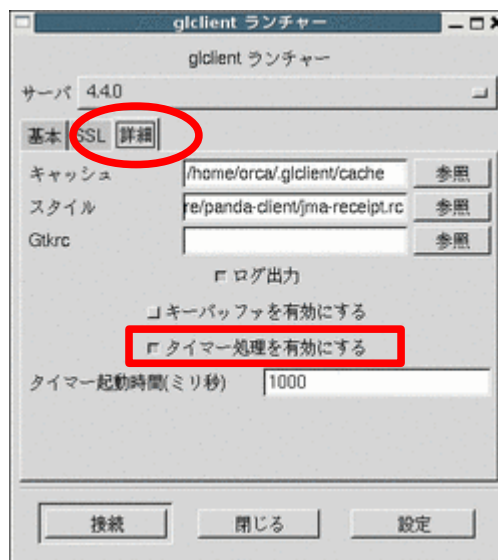 glclient ランチャー
glclient ランチャー
サーバ 4.4.0
基本 SSL 詳細
キャッシュ /home/orca/.glclient/cache 参照
スタイル re/panda-client/jma-receipt.rc 参照
Gtkrc 参照
ログ出力
キーバッファを有効にする
タイマー処理を有効にする
タイマー起動時間(ミリ秒) 1000
接続 閉じる 設定